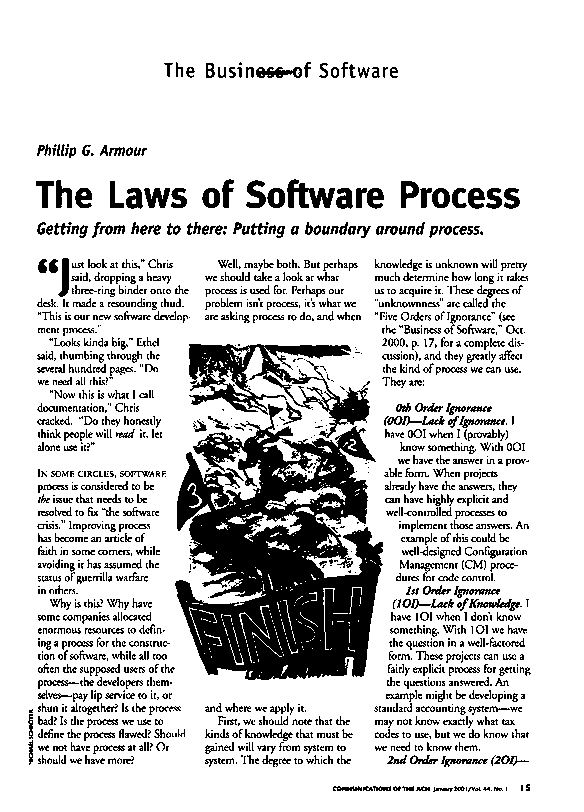 The Business of Software
Phillip G. Armour
The Laws of Software Process
Getting from here to there: Putting a boundary around process.
“Just look at this,” Chris
said, dropping a heavy
three-ring binder onto the
desk. It made a resounding thud.
“This is our new software develop-
ment process.”
“Looks kinda big,” Ethel
said, thumbing through the
several hundred pages. “Do
we need all this?”
“Now this is what I call
documentation,” Chris
cracked. “Do they honestly
think people will read it, let
alone use it?”
IN SOME CIRCLES, SOFTWARE
process is considered to be
the issue that needs to be
resolved to fix “the software
crisis.” Improving process
has become an article of
faith in some corners, while
avoiding it has assumed the
status of guerrilla warfare
in others.
Why is this? Why have
some companies allocated
enormous resources to defin-
ing a process for the construc-
tion of software, while all too
often the supposed users of the
process—the developers them-
selves—pay lip service to it, or
shun it altogether? Is the process
bad? Is the process we use to
define the process flawed? Should
we not have process at all? Or
should we have more?
Well, maybe both. But perhaps
we should take a look at what
process is used for. Perhaps our
problem isn’t process, it’s what we
are asking process to do, and when
FINISH
and where we apply it.
First, we should note that the
kinds of knowledge that must be
gained will vary from system to
system. The degree to which the
knowledge is unknown will pretty
much determine how long it takes
us to acquire it. These degrees of
“unknownness” are called the
“Five Orders of Ignorance” (see
the “Business of Software,” Oct.
2000, p. 17, for a complete dis-
cussion), and they greatly affect
the kind of process we can use.
They are:
0th Order Ignorance
(0OI)—Lack of Ignorance. I
have 0OI when I (provably)
know something. With 0OI
we have the answer in a prov-
able form. When projects
already have the answers, they
can have highly explicit and
well-controlled processes to
implement those answers. An
example of this could be
well-designed Configuration
Management (CM) proce-
dures for code control.
1st Order Ignorance
(1OI)—Lack of Knowledge. I
have 1OI when I don’t know
something. With 1OI we have
the question in a well-factored
form. These projects can use a
fairly explicit process for getting
the questions answered. An
example might be developing a
standard accounting system—we
may not know exactly what tax
codes to use, but we do know that
we need to know them.
2nd Order Ignorance (2OI)—
COMMUNICATIONS OF THE ACM January 2001/Vol. 44, No. 1 15